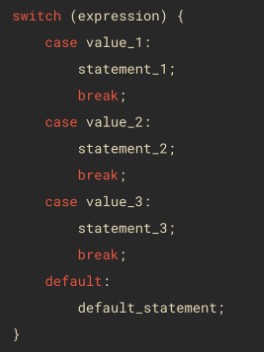 switch (expression) {
    case value_1:
        statement_1;
        break;
    case value_2:
        statement_2;
        break;
    case value_3:
        statement_3;
        break;
    default:
        default_statement;
}